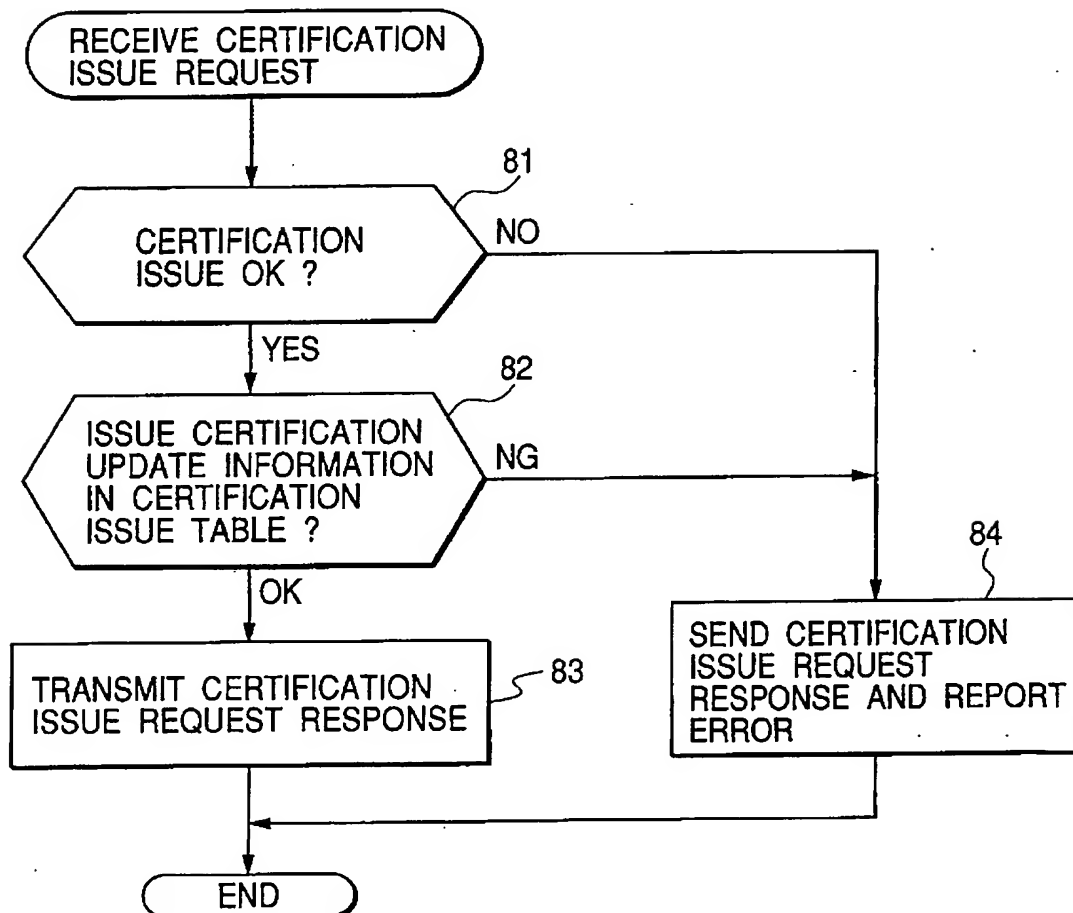 RECEIVE CERTIFICATION
ISSUE REQUEST
81
CERTIFICATION
ISSUE OK ?
NO
YES
82
ISSUE CERTIFICATION
UPDATE INFORMATION
IN CERTIFICATION
ISSUE TABLE ?
NG
OK
83
TRANSMIT CERTIFICATION
ISSUE REQUEST RESPONSE
84
SEND CERTIFICATION
ISSUE REQUEST
RESPONSE AND REPORT
ERROR
END